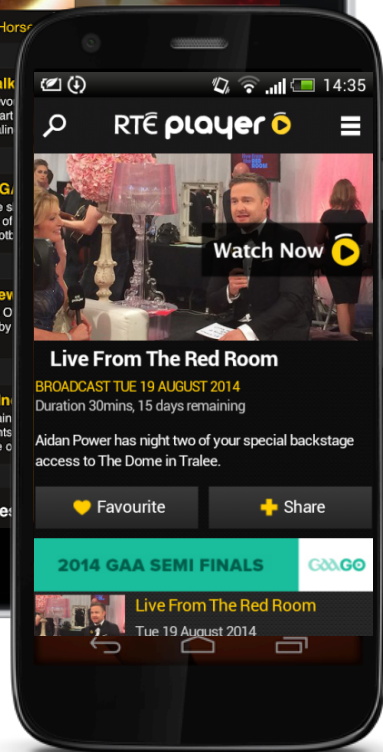 Horse
14:35
RTÉ player
Watch Now
Live From The Red Room
BROADCAST TUE 19 AUGUST 2014
Duration 30mins, 15 days remaining
Aidan Power has night two of your special backstage
access to The Dome in Tralee.
Favourite
Share
2014 GAA SEMI FINALS
GAAGO
Live From The Red Room
Tue 19 August 2014